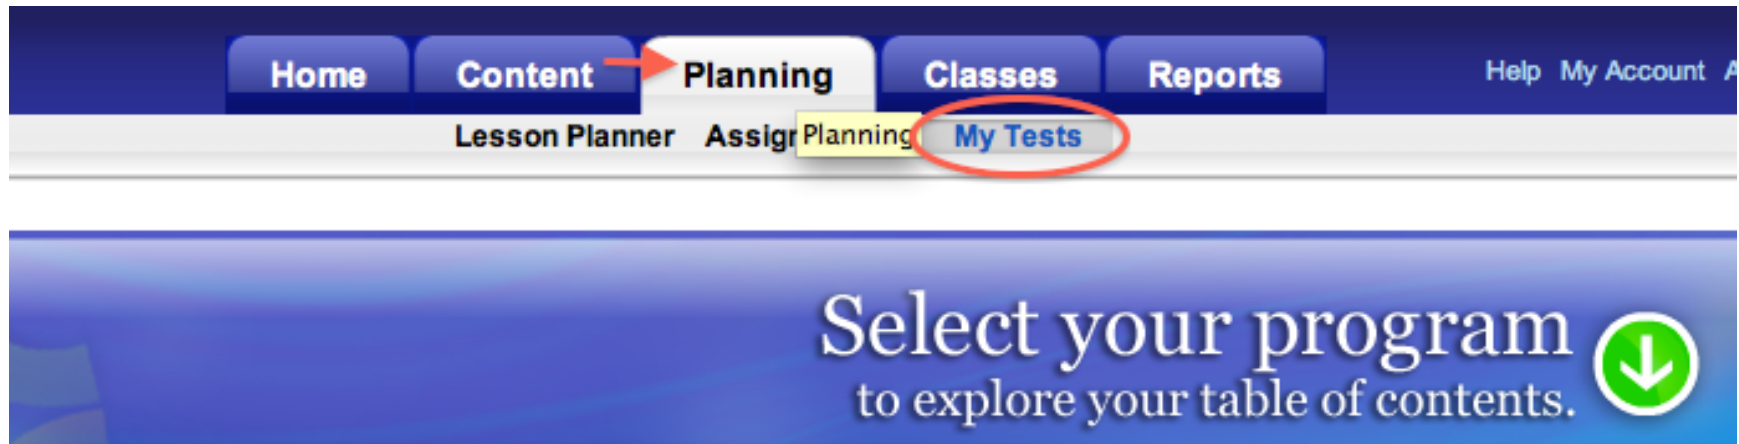 Home Content Planning Classes Reports Help My Account
Lesson Planner Assig Planning My Tests
Select your program
to explore your table of contents.